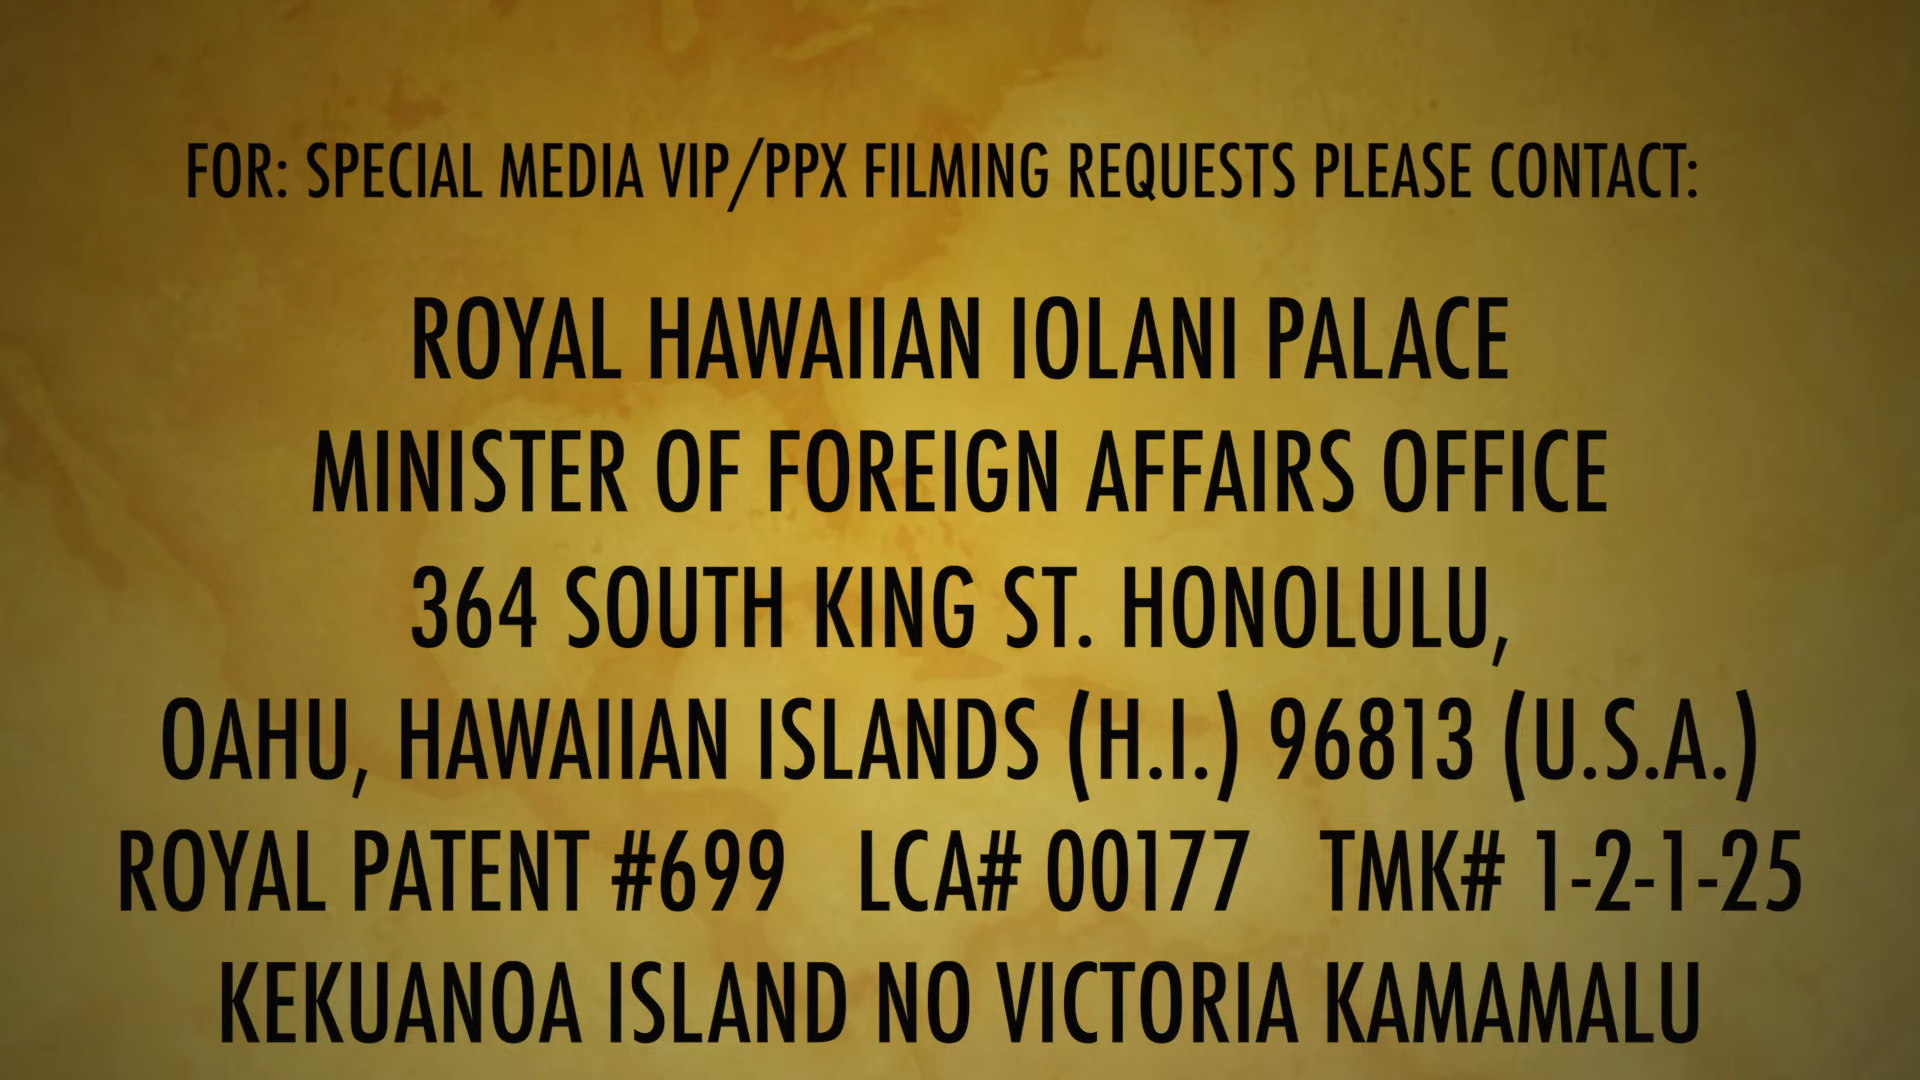 FOR: SPECIAL MEDIA VIP/PPX FILMING REQUESTS PLEASE CONTACT:
ROYAL HAWAIIAN IOLANI PALACE
MINISTER OF FOREIGN AFFAIRS OFFICE
364 SOUTH KING ST. HONOLULU,
OAHU, HAWAIIAN ISLANDS (H.I.) 96813 (U.S.A.)
ROYAL PATENT #699 LCA# 00177 TMK# 1-2-1-25
KEKUANOA ISLAND NO VICTORIA KAMAMALU